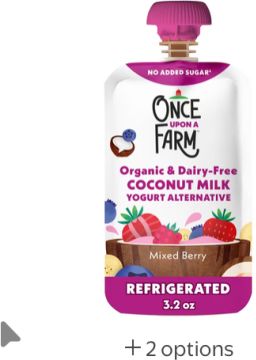 NO ADDED SUGAR*
ONCE
UPON A
FARM
Organic & Dairy-Free
COCONUT MILK
YOGURT ALTERNATIVE
Mixed Berry
REFRIGERATED
3.2 oz
+ 2 options